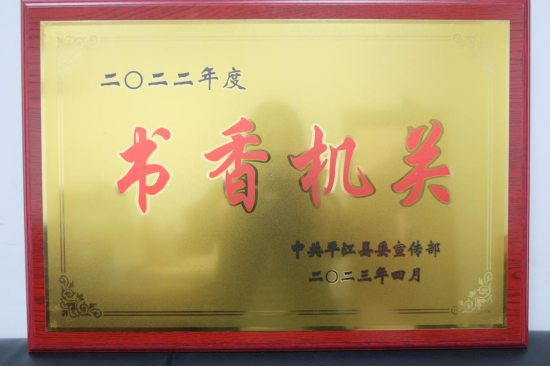 二〇二二年度
书香机关
中共平江县委宣传部
二〇二三年四月